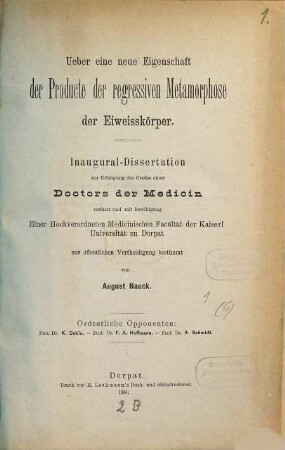 1.
Ueber eine neue Eigenschaft
der Producte der regressiven Metamorphose
der Eiweisskörper.
Inaugural-Dissertation
zur Erlangung des Grades eines
Doctors der Medicin
verfasst und mit Bewilligung
Einer Hochverordneten Medicinischen Facultät der Kaiserl
Universität zu Dorpat
zur öffentlichen Vertheidigung bestimmt
von
August Nauck.
Ordentliche Opponenten:
Doc. Dr. K. Dehio. — Prof. Dr. F. A. Hoffmann. — Prof. Dr. A. Schmidt.
Dorpat.
Druck von H. Laakmann's Buch- und Steindruckerei.
2 B